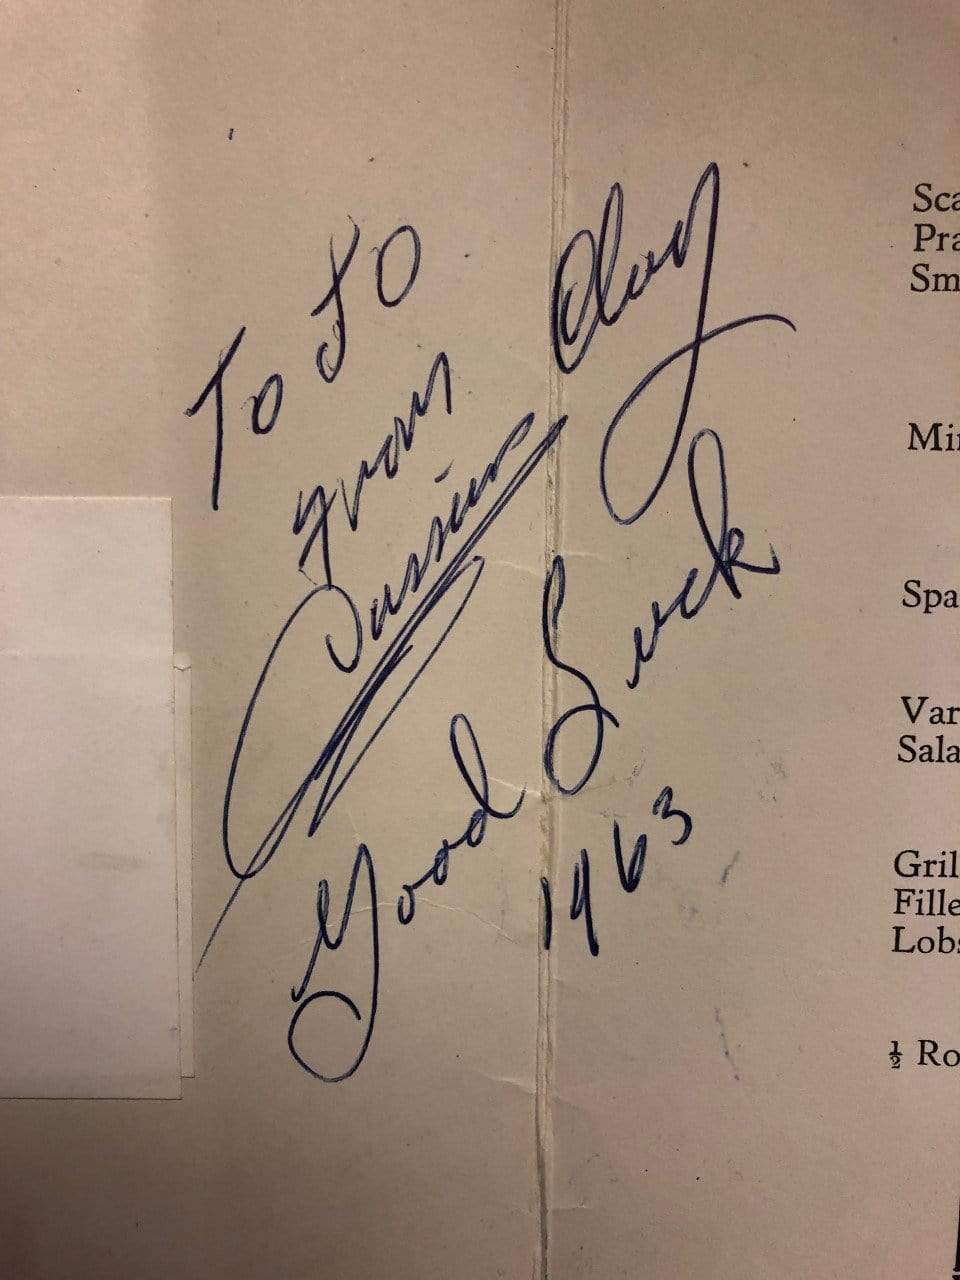 To Jo
from
Cassius Clay
Good Luck
1963
Sca
Pra
Sm
Mi
Spa
Var
Sala
Gril
Fille
Lobs
½ Ro